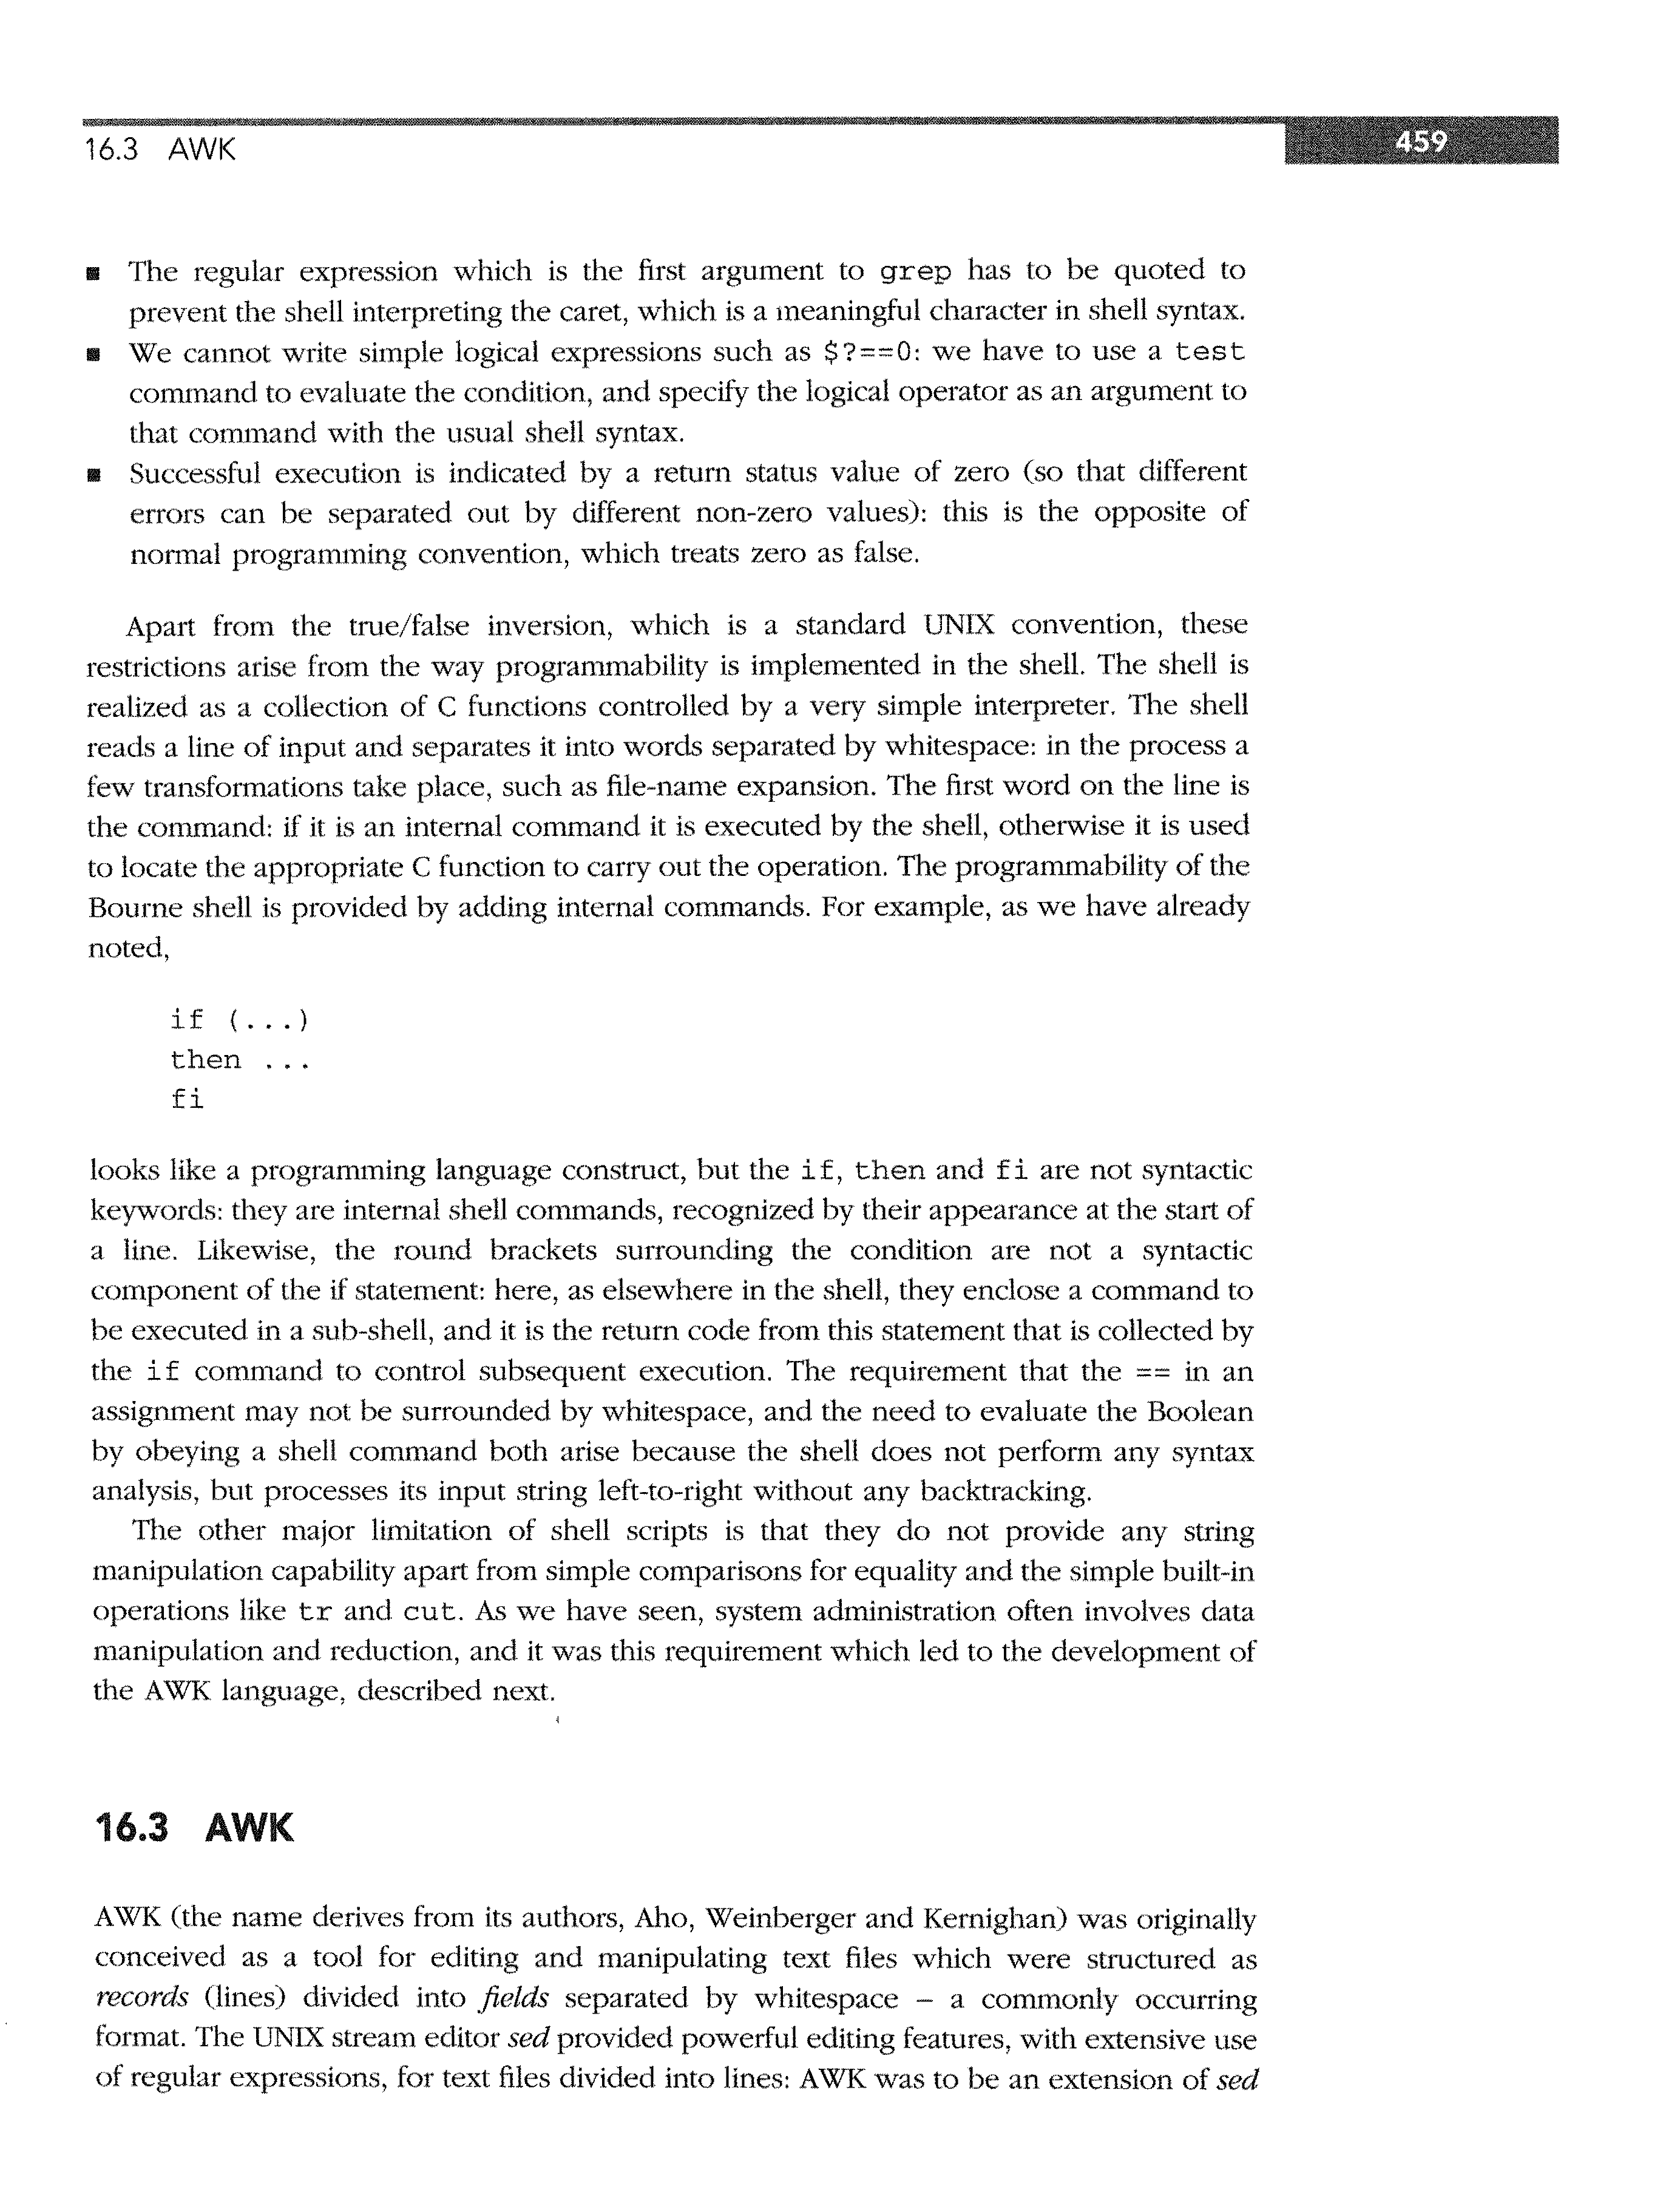 16.3 AWK 459
■ The regular expression which is the first argument to grep has to be quoted to
prevent the shell interpreting the caret, which is a meaningful character in shell syntax.
■ We cannot write simple logical expressions such as $?==0: we have to use a test
command to evaluate the condition, and specify the logical operator as an argument to
that command with the usual shell syntax.
■ Successful execution is indicated by a return status value of zero (so that different
errors can be separated out by different non-zero values): this is the opposite of
normal programming convention, which treats zero as false.
Apart from the true/false inversion, which is a standard UNIX convention, these
restrictions arise from the way programmability is implemented in the shell. The shell is
realized as a collection of C functions controlled by a very simple interpreter. The shell
reads a line of input and separates it into words separated by whitespace: in the process a
few transformations take place, such as file-name expansion. The first word on the line is
the command: if it is an internal command it is executed by the shell, otherwise it is used
to locate the appropriate C function to carry out the operation. The programmability of the
Bourne shell is provided by adding internal commands. For example, as we have already
noted,
if (...)
then ...
fi
looks like a programming language construct, but the if, then and fi are not syntactic
keywords: they are internal shell commands, recognized by their appearance at the start of
a line. Likewise, the round brackets surrounding the condition are not a syntactic
component of the if statement: here, as elsewhere in the shell, they enclose a command to
be executed in a sub-shell, and it is the return code from this statement that is collected by
the if command to control subsequent execution. The requirement that the == in an
assignment may not be surrounded by whitespace, and the need to evaluate the Boolean
by obeying a shell command both arise because the shell does not perform any syntax
analysis, but processes its input string left-to-right without any backtracking.
The other major limitation of shell scripts is that they do not provide any string
manipulation capability apart from simple comparisons for equality and the simple built-in
operations like tr and cut. As we have seen, system administration often involves data
manipulation and reduction, and it was this requirement which led to the development of
the AWK language, described next.
16.3 AWK
AWK (the name derives from its authors, Aho, Weinberger and Kernighan) was originally
conceived as a tool for editing and manipulating text files which were structured as
records (lines) divided into fields separated by whitespace – a commonly occurring
format. The UNIX stream editor sed provided powerful editing features, with extensive use
of regular expressions, for text files divided into lines: AWK was to be an extension of sed